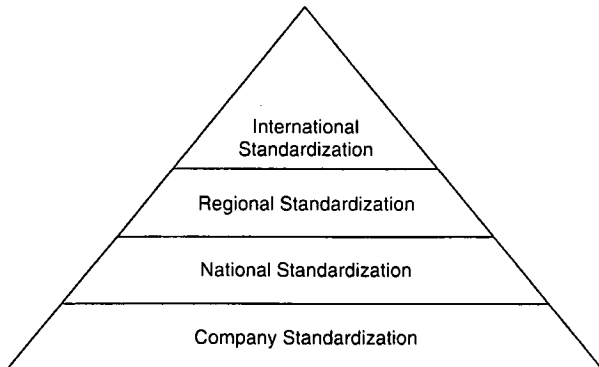 International
Standardization
Regional Standardization
National Standardization
Company Standardization